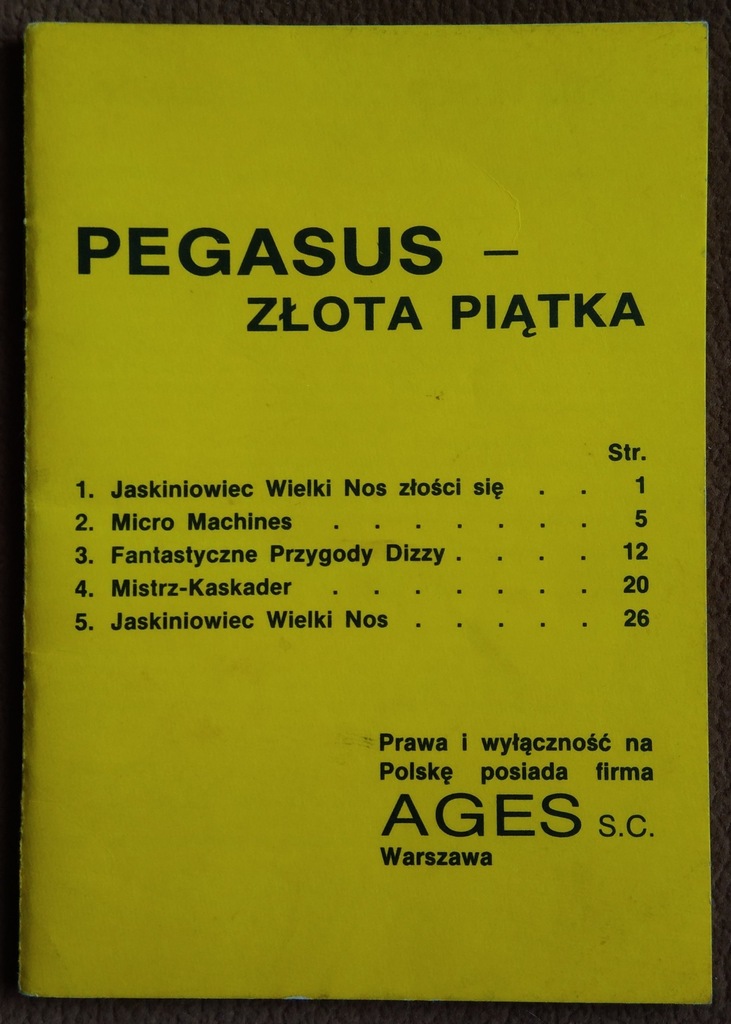 PEGASUS –
ZŁOTA PIĄTKA
Str.
1. Jaskiniowiec Wielki Nos złości się . . 1
2. Micro Machines . . . . . . . 5
3. Fantastyczne Przygody Dizzy . . . . 12
4. Mistrz-Kaskader . . . . . . . 20
5. Jaskiniowiec Wielki Nos . . . . . 26
Prawa i wyłączność na
Polskę posiada firma
AGES S.C.
Warszawa